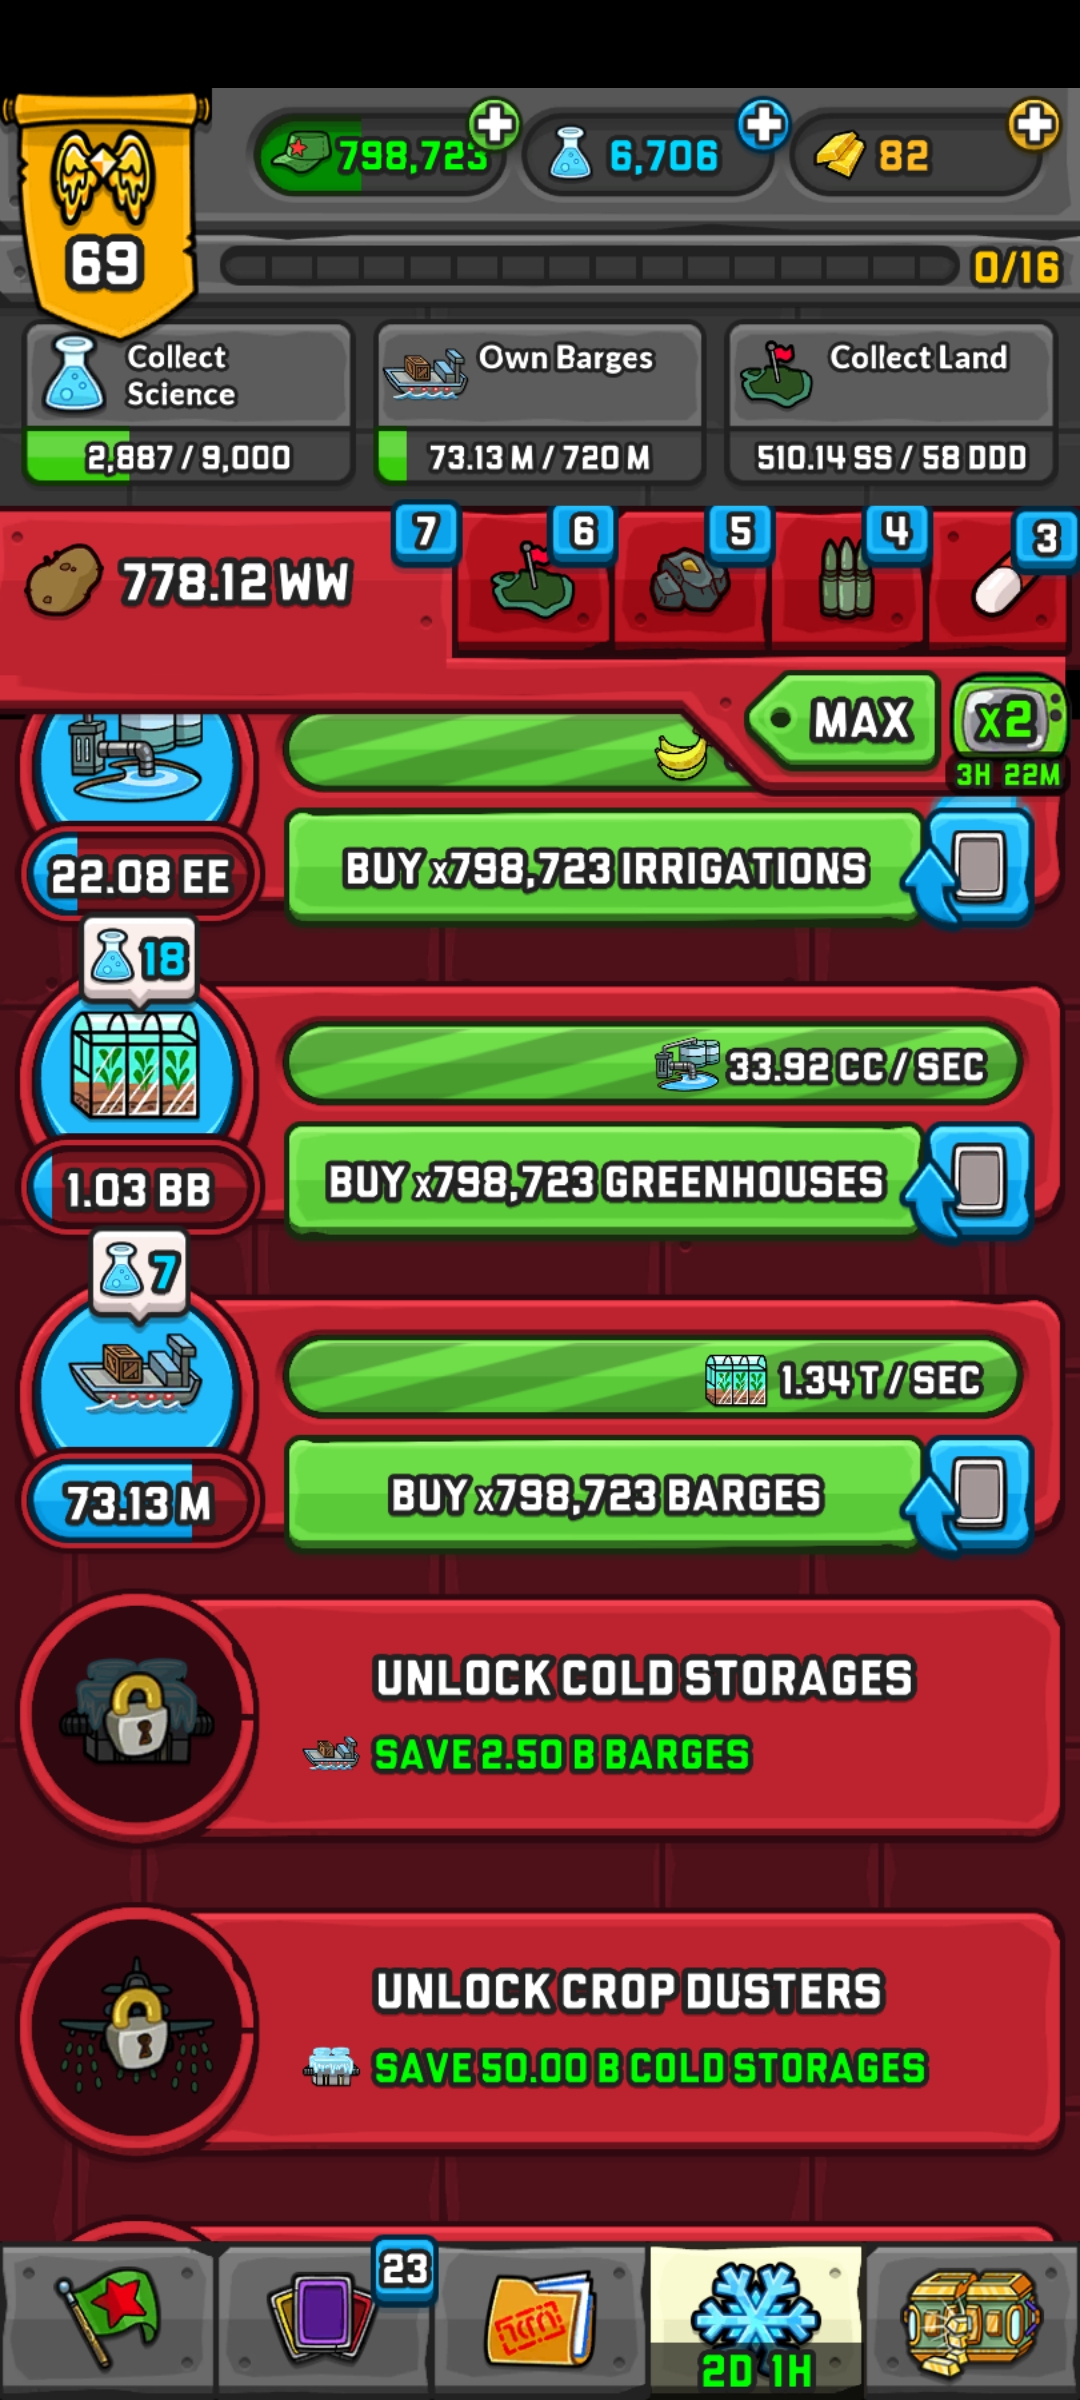 798,723
6,706
82
69
0/16
Collect
Science
2,887 / 9,000
Own Barges
73.13 M / 720 M
Collect Land
510.14 SS / 58 DDD
778.12 WW
7
6
5
4
3
MAX
x2
3H 22M
22.08 EE
BUY x798,723 IRRIGATIONS
18
33.92 CC / SEC
1.03 BB
BUY x798,723 GREENHOUSES
7
1.34 T / SEC
73.13 M
BUY x798,723 BARGES
UNLOCK COLD STORAGES
SAVE 2.50 B BARGES
UNLOCK CROP DUSTERS
SAVE 50.00 B COLD STORAGES
23
2D 1H